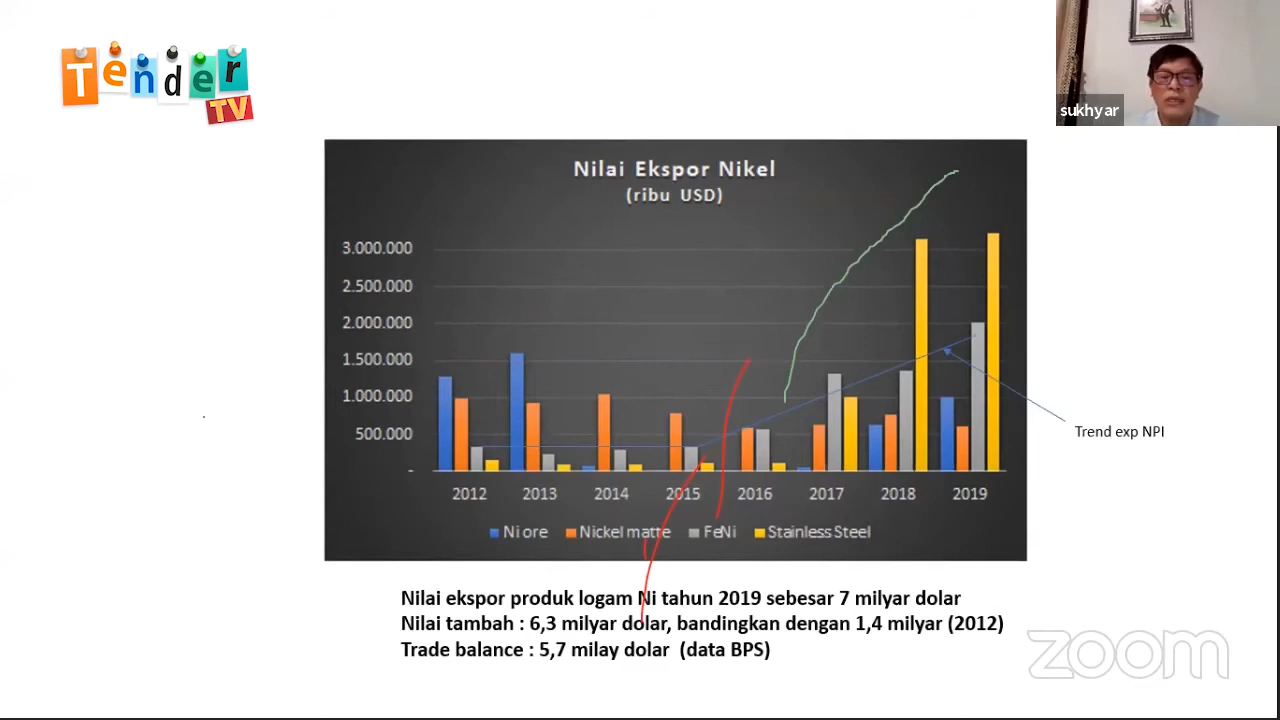 Tender
TV
sukhyar
Nilai Ekspor Nikel
(ribu USD)
3.000.000
2.500.000
2.000.000
1.500.000
1.000.000
500.000
-
2012 2013 2014 2015 2016 2017 2018 2019
Ni ore Nickel matte FeNi Stainless Steel
Trend exp NPI
Nilai ekspor produk logam Ni tahun 2019 sebesar 7 milyar dolar
Nilai tambah : 6,3 milyar dolar, bandingkan dengan 1,4 milyar (2012)
Trade balance : 5,7 milay dolar (data BPS)
zoom